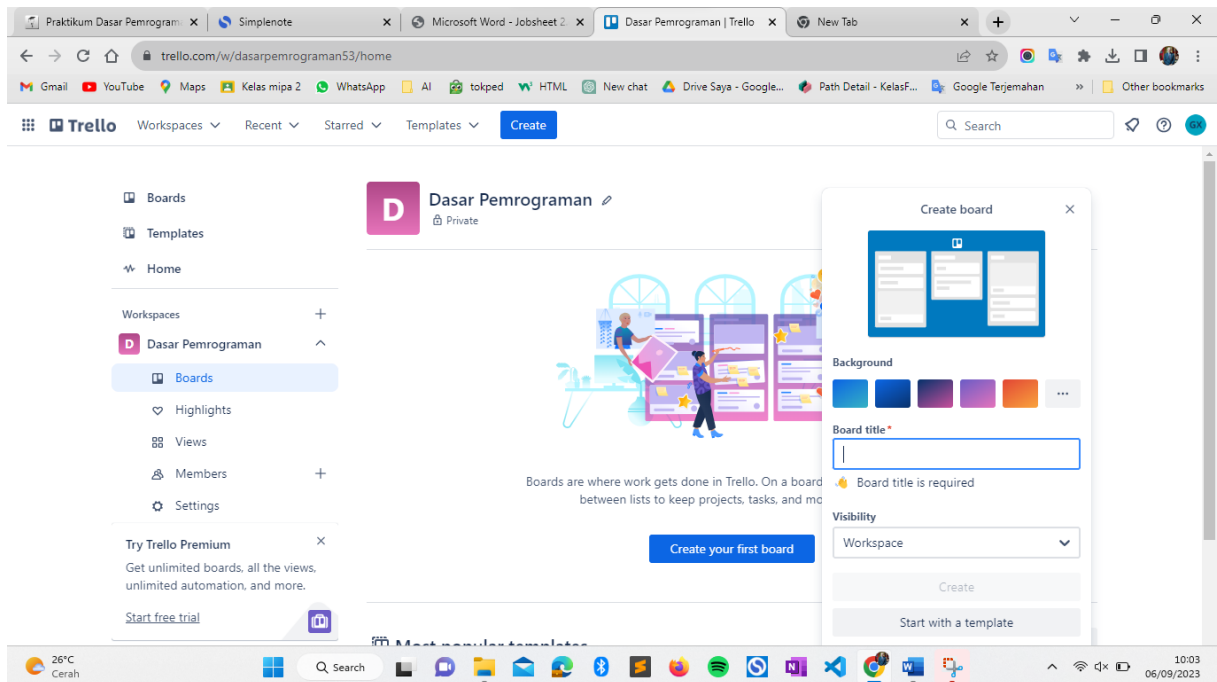 Praktikum Dasar Pemrogram
Simplenote
Microsoft Word - Jobsheet 2
Dasar Pemrograman | Trello
New Tab
trello.com/w/dasarpemrograman53/home
Gmail
YouTube
Maps
Kelas mipa 2
WhatsApp
AI
tokped
HTML
New chat
Drive Saya - Google...
Path Detail - KelasF...
Google Terjemahan
»
Other bookmarks
Trello
Workspaces
Recent
Starred
Templates
Create
Search
GX
Boards
Templates
Home
Workspaces
D Dasar Pemrograman
Boards
Highlights
Views
Members
Settings
Try Trello Premium
Get unlimited boards, all the views,
unlimited automation, and more.
Start free trial
D
Dasar Pemrograman
Private
Boards are where work gets done in Trello. On a board
between lists to keep projects, tasks, and mo
Create your first board
Most popular templates
Create board
Background
Board title*
Board title is required
Visibility
Workspace
Create
Start with a template
26°C
Cerah
Search
10:03
06/09/2023